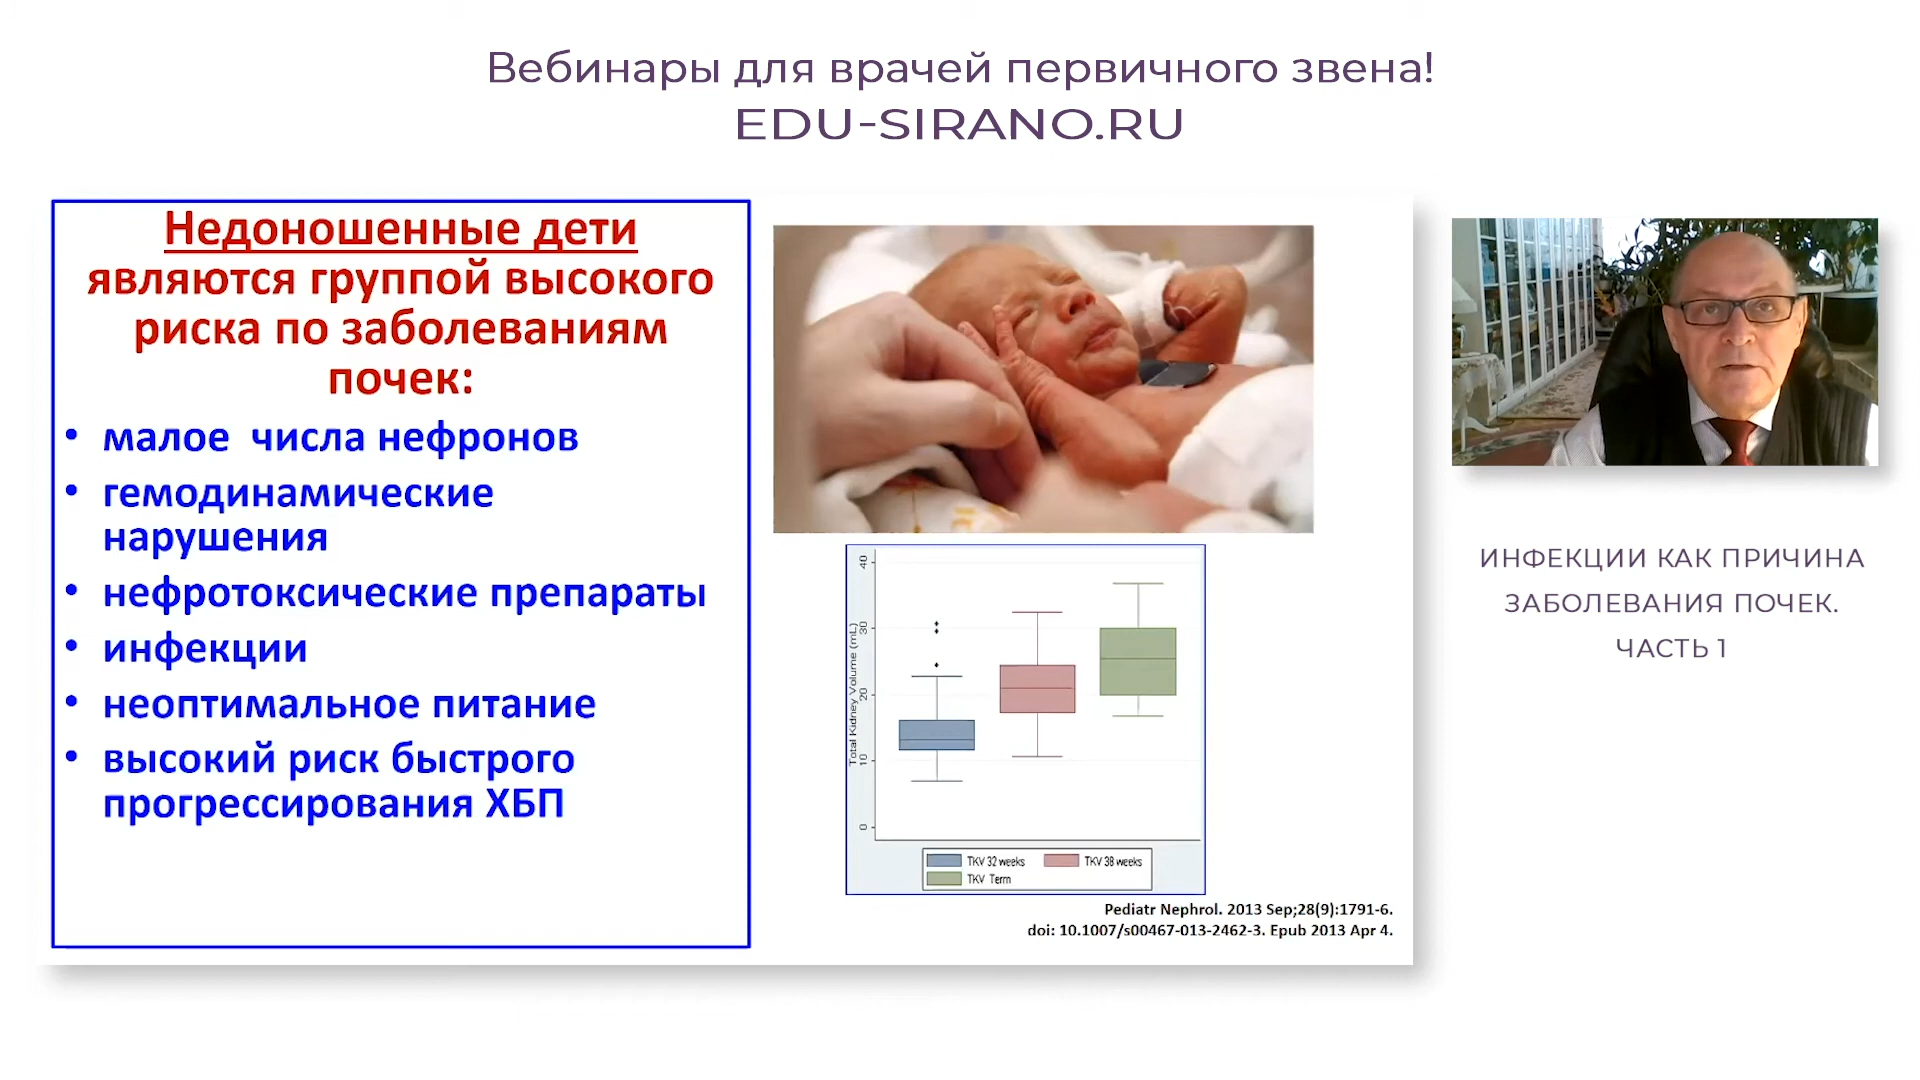 Вебинары для врачей первичного звена!
EDU-SIRANO.RU
Недоношенные дети
являются группой высокого
риска по заболеваниям
почек:
• малое числа нефронов
• гемодинамические
нарушения
• нефротоксические препараты
• инфекции
• неоптимальное питание
• высокий риск быстрого
прогрессирования ХБП
Total Kidney Volume (mL)
40
30
20
10
0
TKV 32 weeks
TKV 38 weeks
TKV Term
Pediatr Nephrol. 2013 Sep;28(9):1791-6.
doi: 10.1007/s00467-013-2462-3. Epub 2013 Apr 4.
ИНФЕКЦИИ КАК ПРИЧИНА
ЗАБОЛЕВАНИЯ ПОЧЕК.
ЧАСТЬ 1